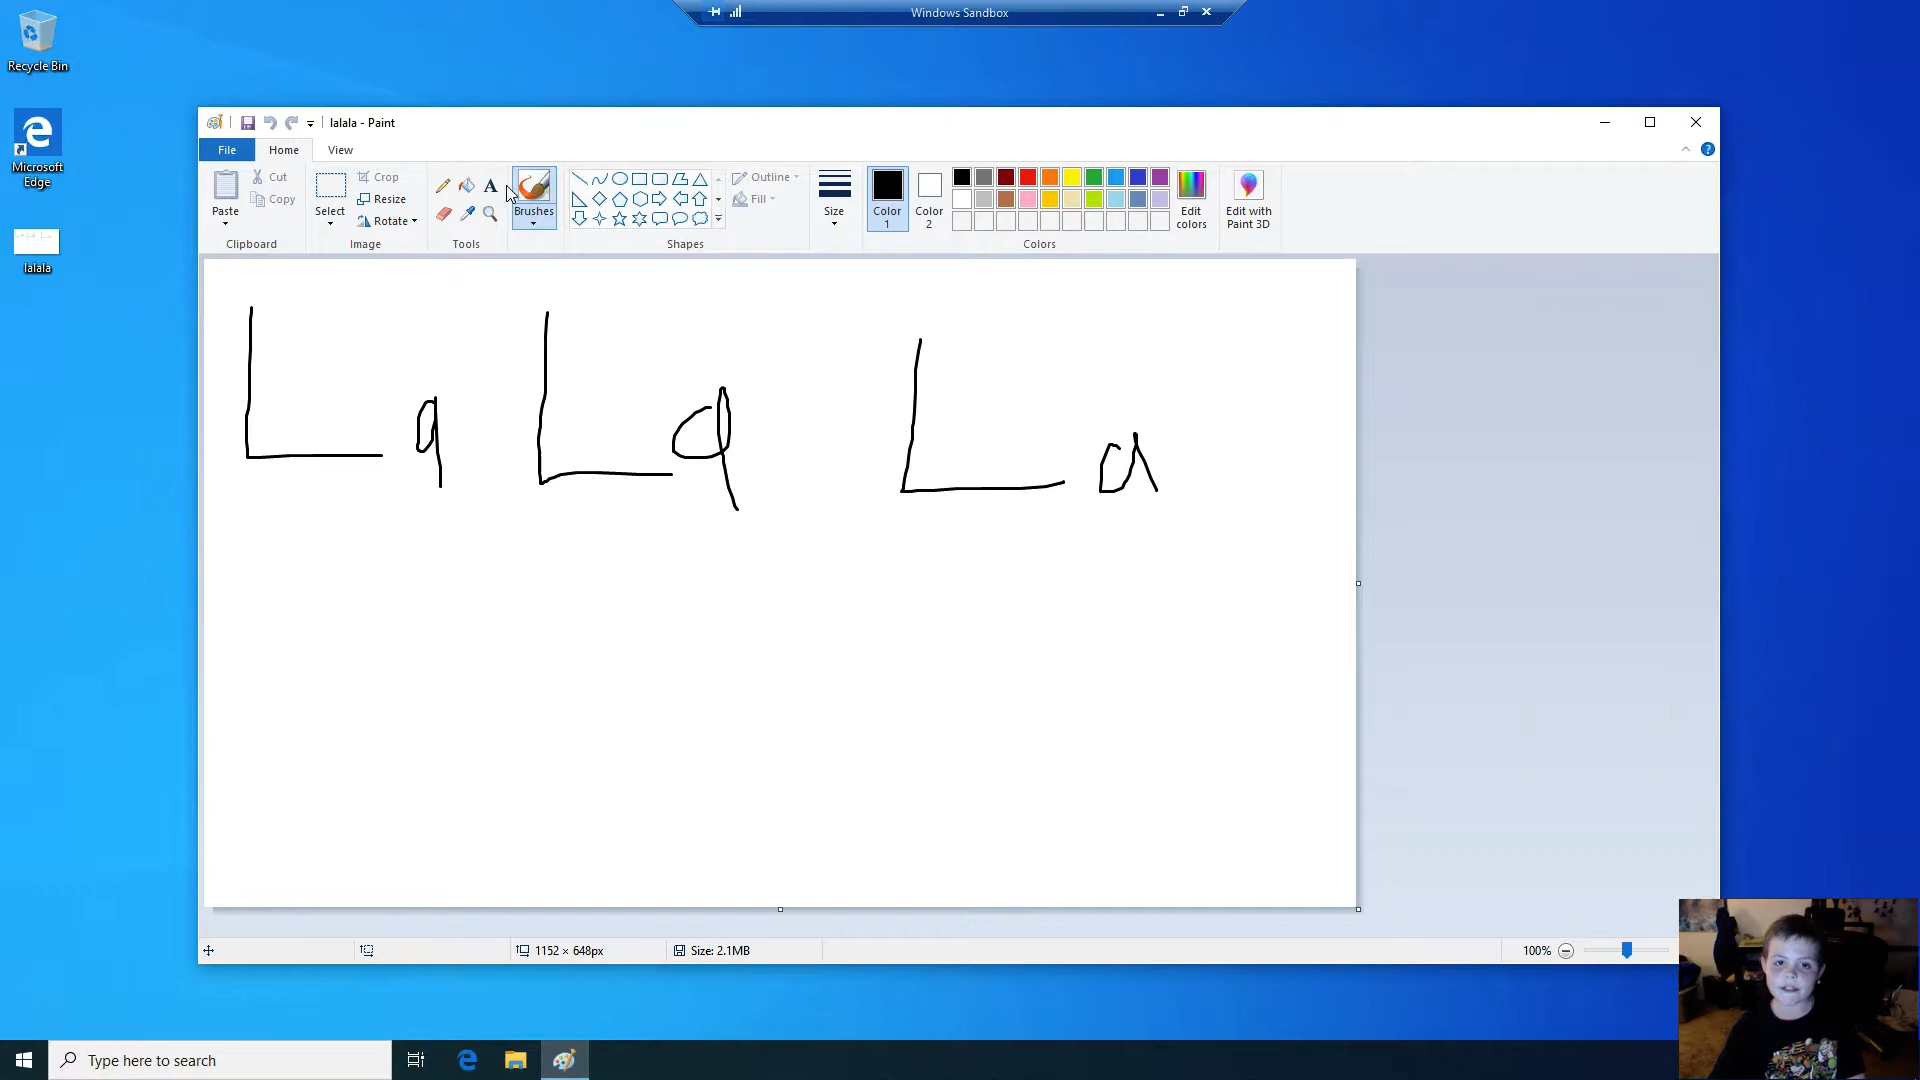 Windows Sandbox
Recycle Bin
lalala - Paint
File Home View
Microsoft
Edge
Paste Cut Copy Select Crop Resize Rotate A Brushes Outline Fill Size Color 1 Color 2 Edit colors Edit with Paint 3D
Clipboard Image Tools Shapes Colors
lalala
La La La
1152 × 648px Size: 2.1MB 100%
Type here to search